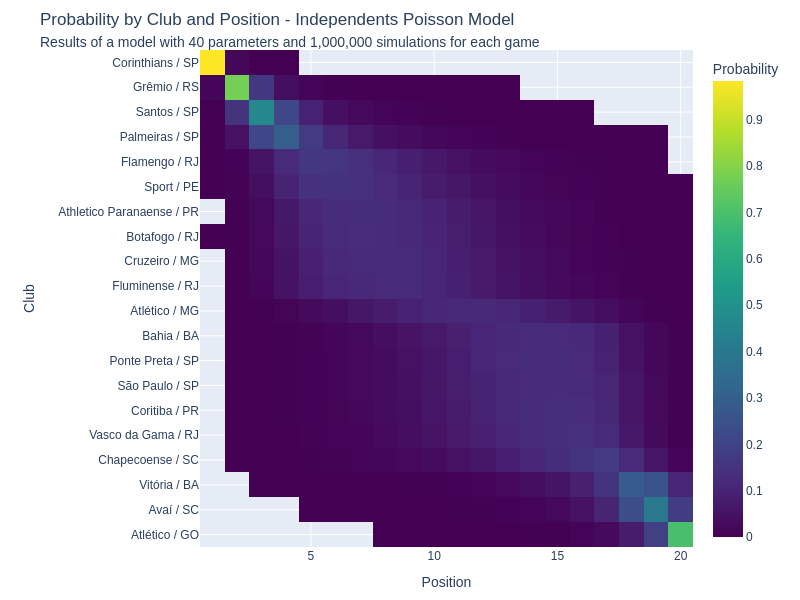 Probability by Club and Position - Independents Poisson Model
Results of a model with 40 parameters and 1,000,000 simulations for each game
Probability
Club
Corinthians / SP
Grêmio / RS
Santos / SP
Palmeiras / SP
Flamengo / RJ
Sport / PE
Athletico Paranaense / PR
Botafogo / RJ
Cruzeiro / MG
Fluminense / RJ
Atlético / MG
Bahia / BA
Ponte Preta / SP
São Paulo / SP
Coritiba / PR
Vasco da Gama / RJ
Chapecoense / SC
Vitória / BA
Avaí / SC
Atlético / GO
5 10 15 20
Position
0.9
0.8
0.7
0.6
0.5
0.4
0.3
0.2
0.1
0